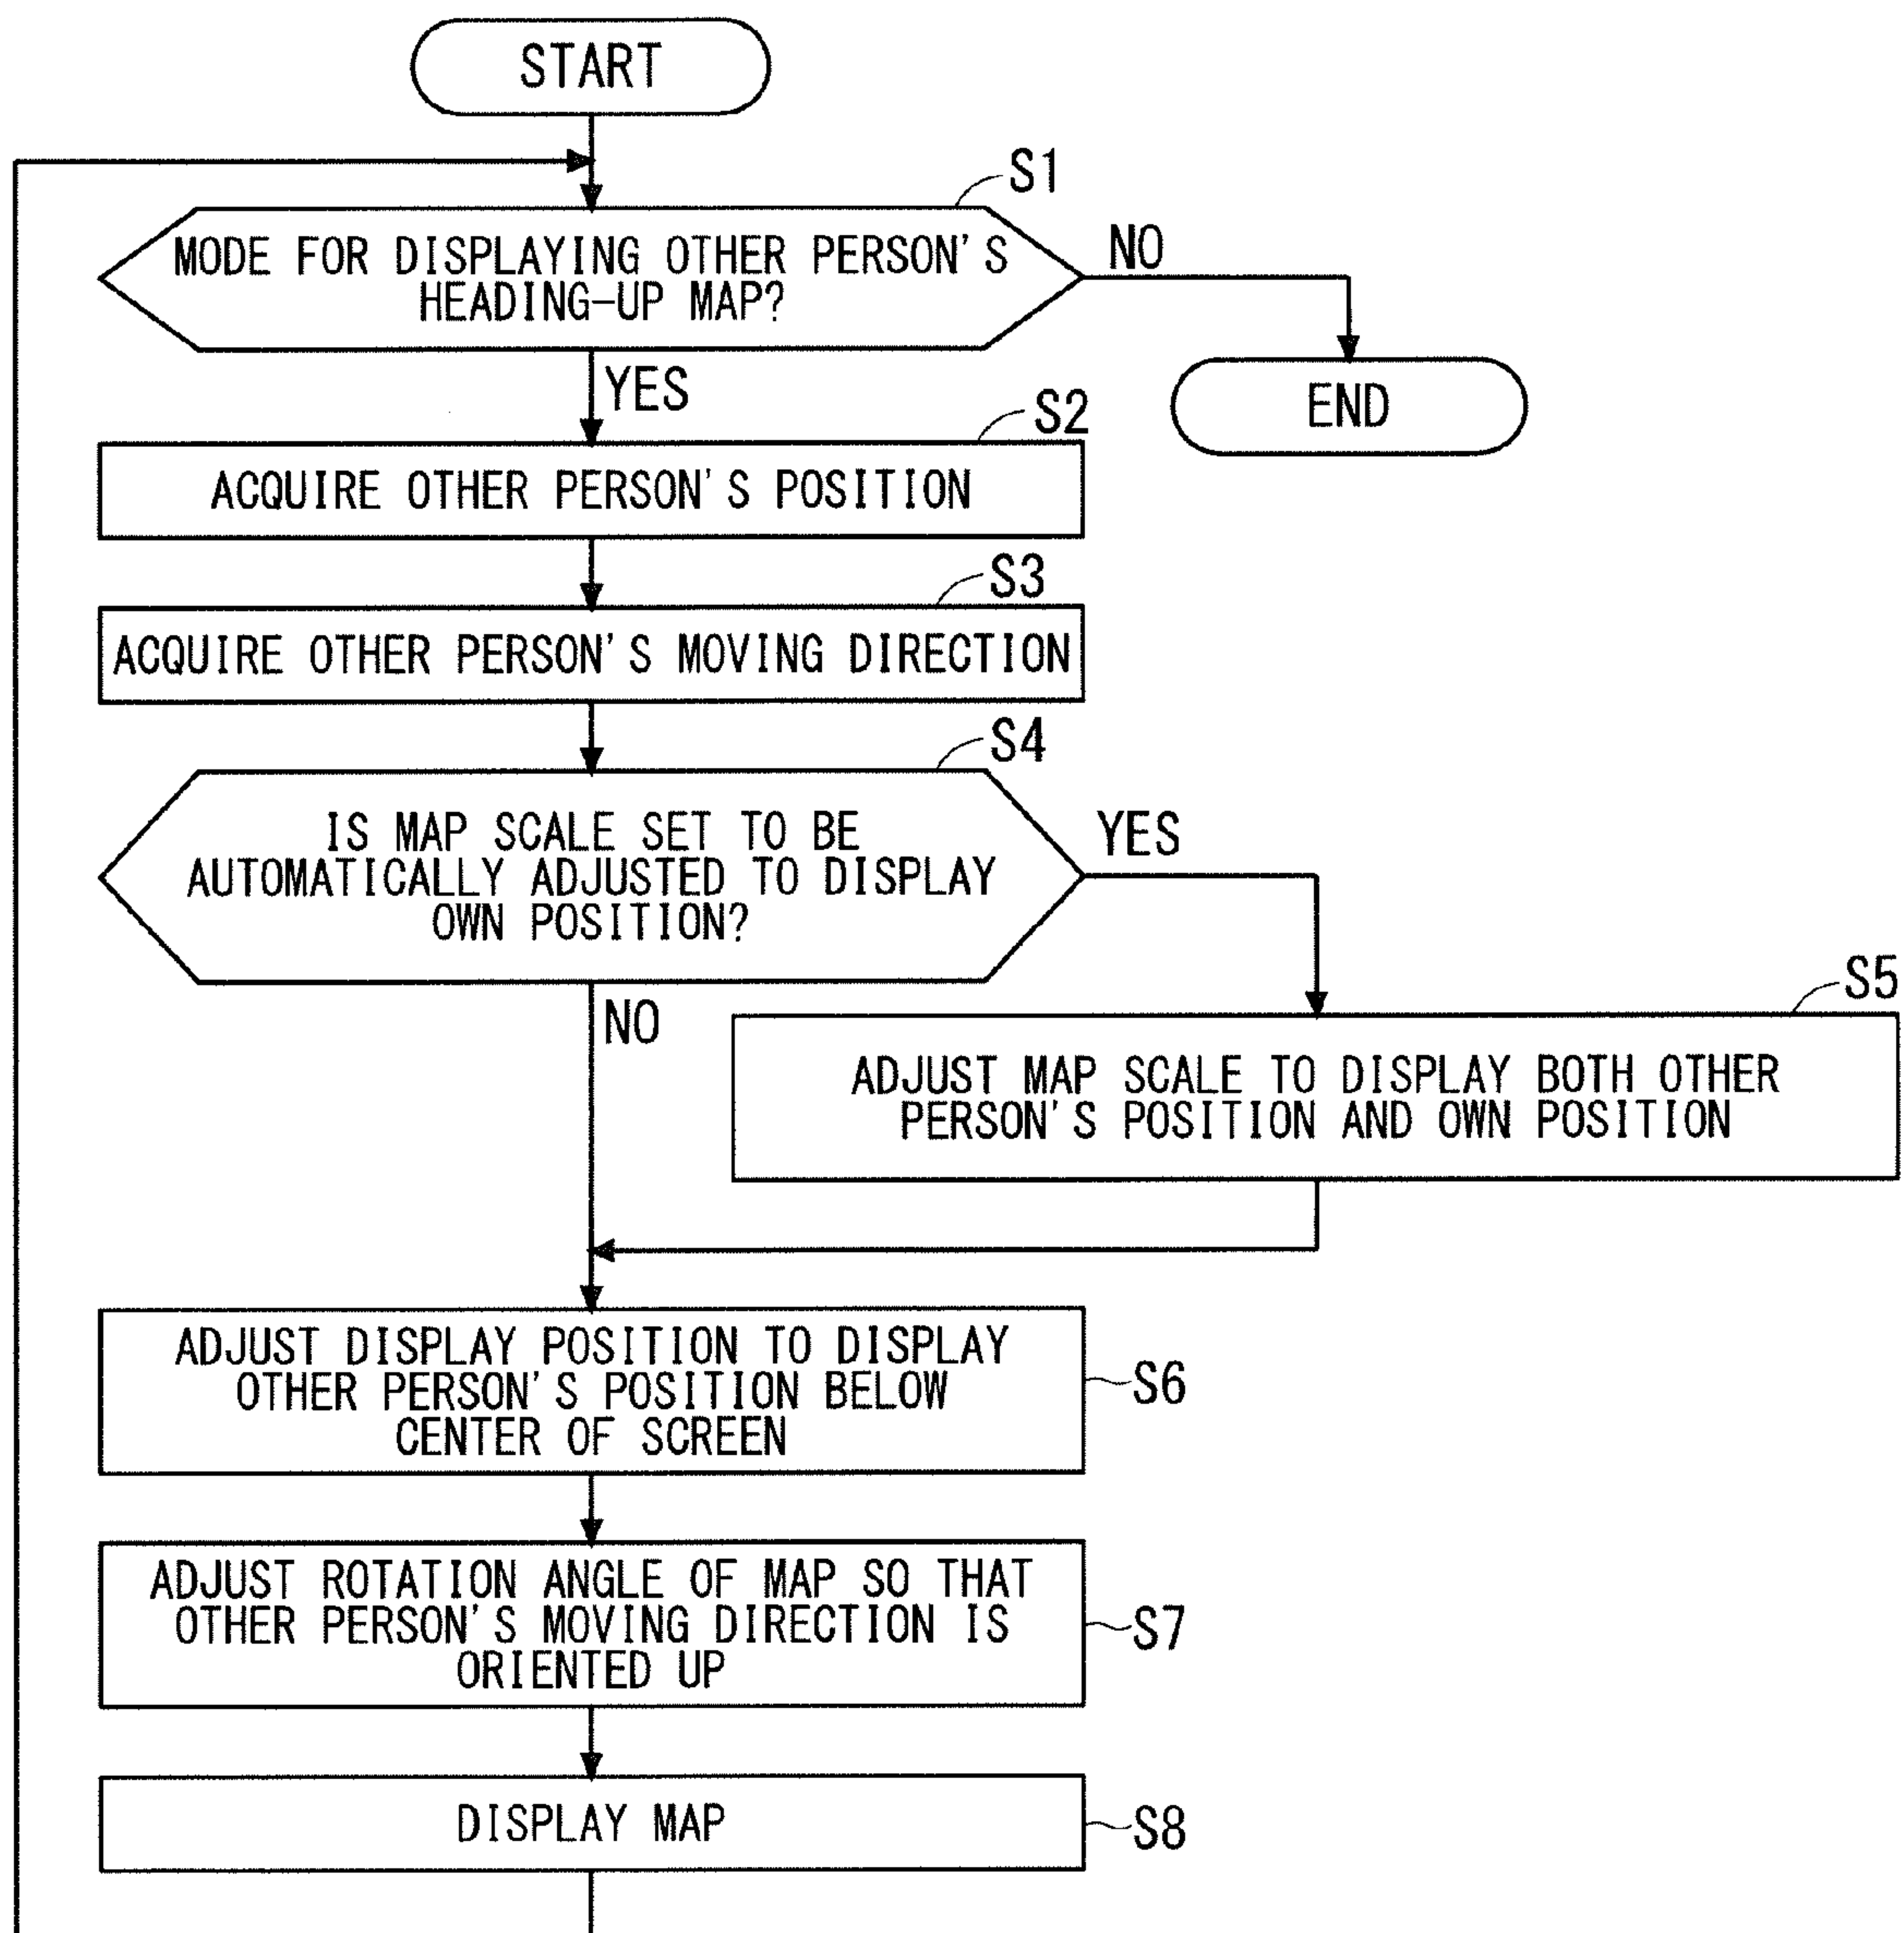 START
S1
MODE FOR DISPLAYING OTHER PERSON'S
HEADING-UP MAP?
NO
YES
END
S2
ACQUIRE OTHER PERSON'S POSITION
S3
ACQUIRE OTHER PERSON'S MOVING DIRECTION
S4
IS MAP SCALE SET TO BE
AUTOMATICALLY ADJUSTED TO DISPLAY
OWN POSITION?
YES
NO
S5
ADJUST MAP SCALE TO DISPLAY BOTH OTHER
PERSON'S POSITION AND OWN POSITION
ADJUST DISPLAY POSITION TO DISPLAY
OTHER PERSON'S POSITION BELOW
CENTER OF SCREEN
S6
ADJUST ROTATION ANGLE OF MAP SO THAT
OTHER PERSON'S MOVING DIRECTION IS
ORIENTED UP
S7
DISPLAY MAP
S8